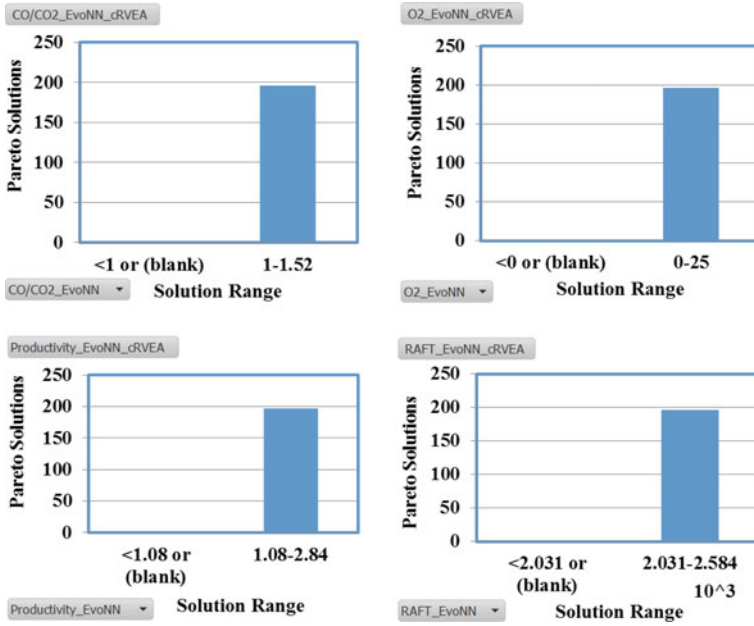 CO/CO2_EvoNN_cRVEA
250
200
150
100
50
0
Pareto Solutions
<1 or (blank)
1-1.52
CO/CO2_EvoNN
Solution Range
O2_EvoNN_cRVEA
250
200
150
100
50
0
Pareto Solutions
<0 or (blank)
0-25
O2_EvoNN
Solution Range
Productivity_EvoNN_cRVEA
250
200
150
100
50
0
Pareto Solutions
<1.08 or
(blank)
1.08-2.84
Productivity_EvoNN
Solution Range
RAFT_EvoNN_cRVEA
250
200
150
100
50
0
Pareto Solutions
<2.031 or
(blank)
2.031-2.584
10^3
RAFT_EvoNN
Solution Range